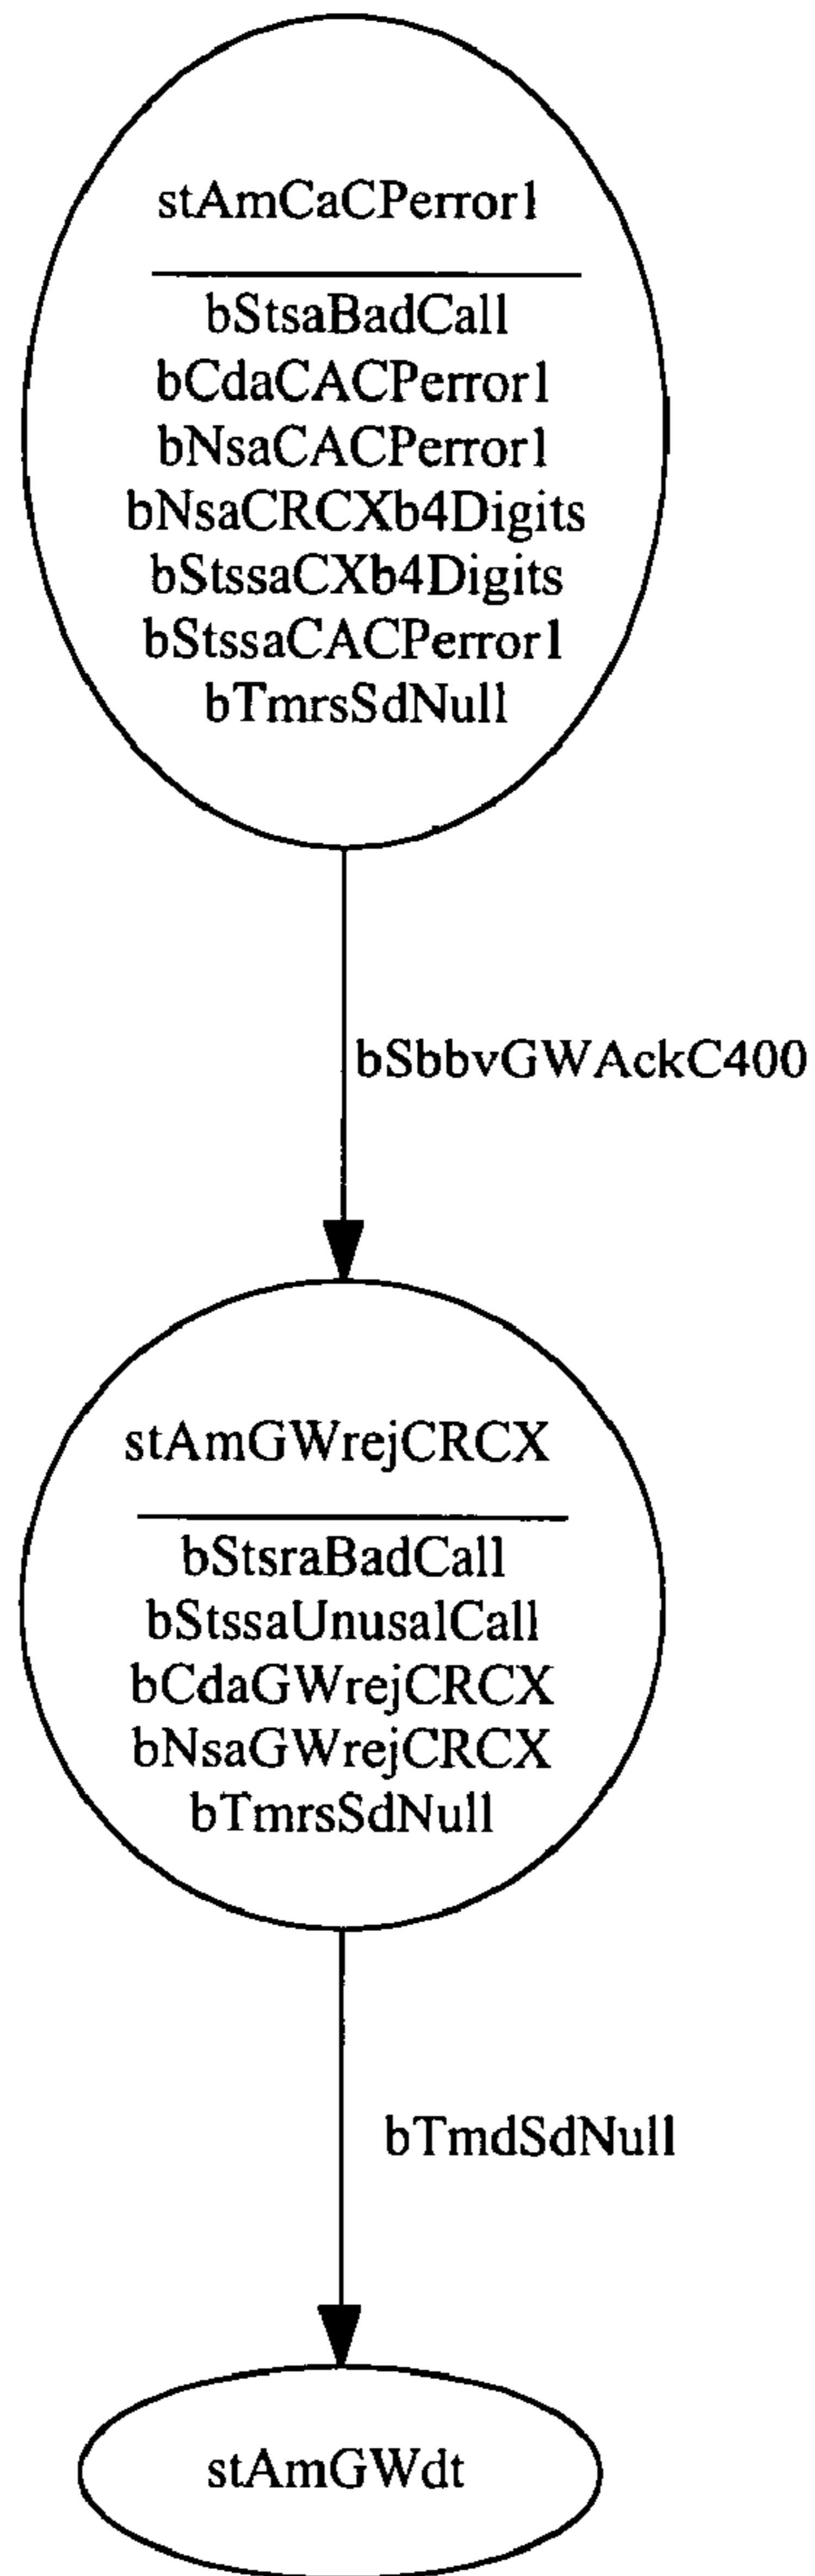 stAmCaCPerror1
bStsaBadCall
bCdaCACPerror1
bNsaCACPerror1
bNsaCRCXb4Digits
bStssaCXb4Digits
bStssaCACPerror1
bTmrsSdNull
bSbbvGWAckC400
stAmGWrejCRCX
bStsraBadCall
bStssaUnusalCall
bCdaGWrejCRCX
bNsaGWrejCRCX
bTmrsSdNull
bTmdSdNull
stAmGWdt